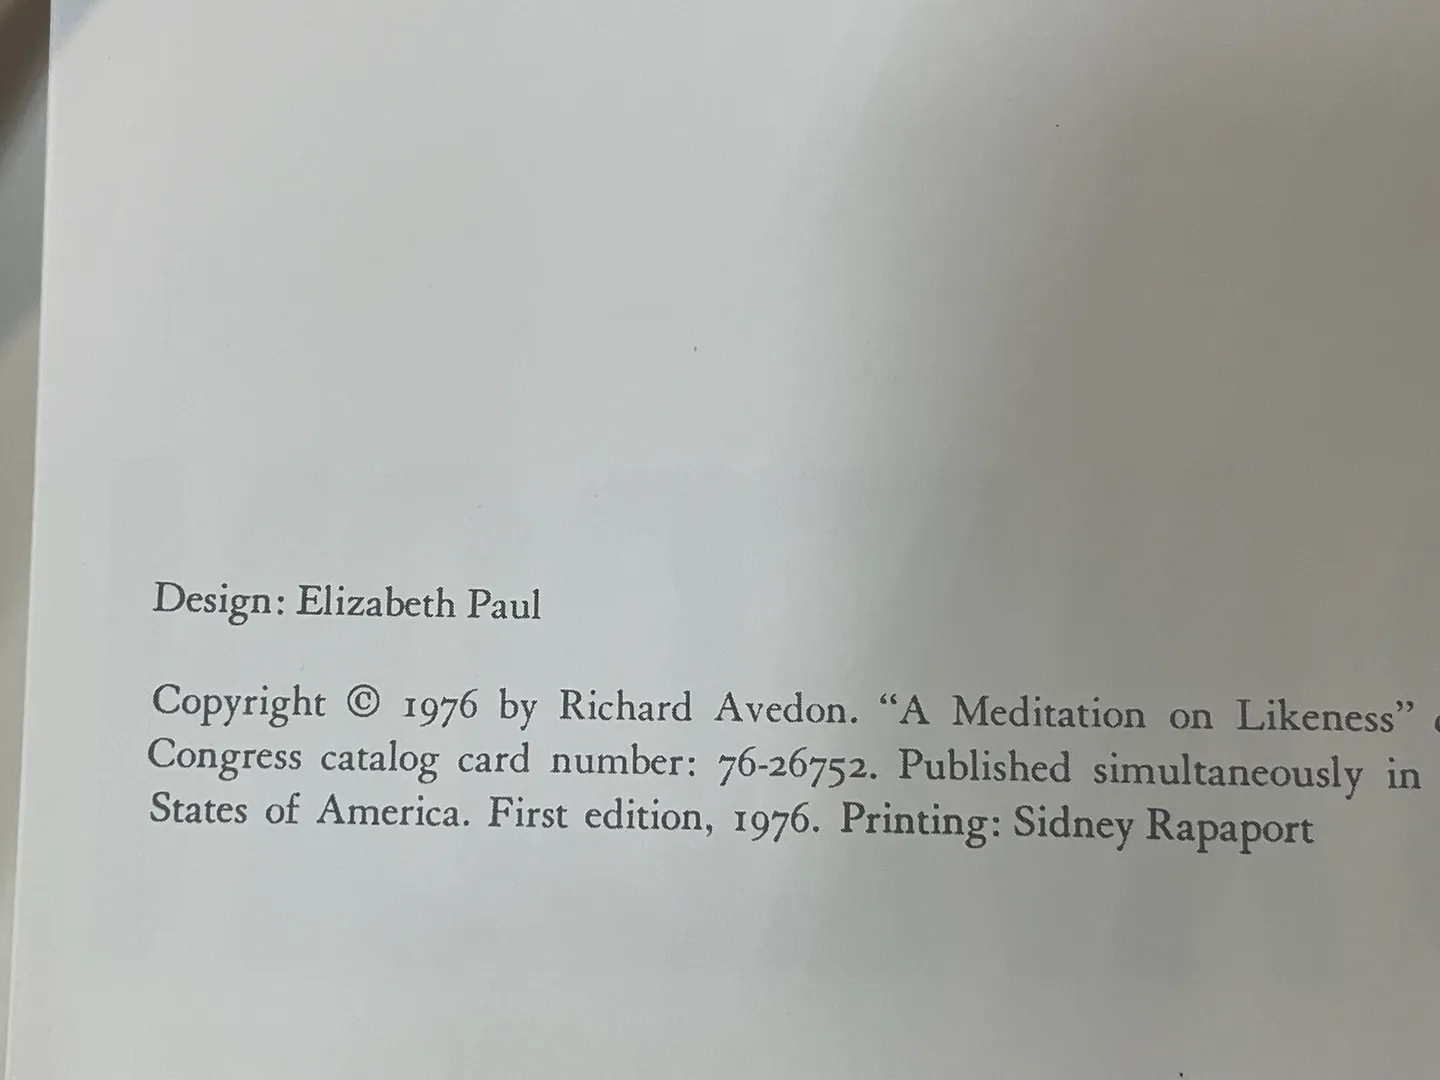 Design: Elizabeth Paul
Copyright © 1976 by Richard Avedon. “A Meditation on Likeness”
Congress catalog card number: 76-26752. Published simultaneously in
States of America. First edition, 1976. Printing: Sidney Rapaport